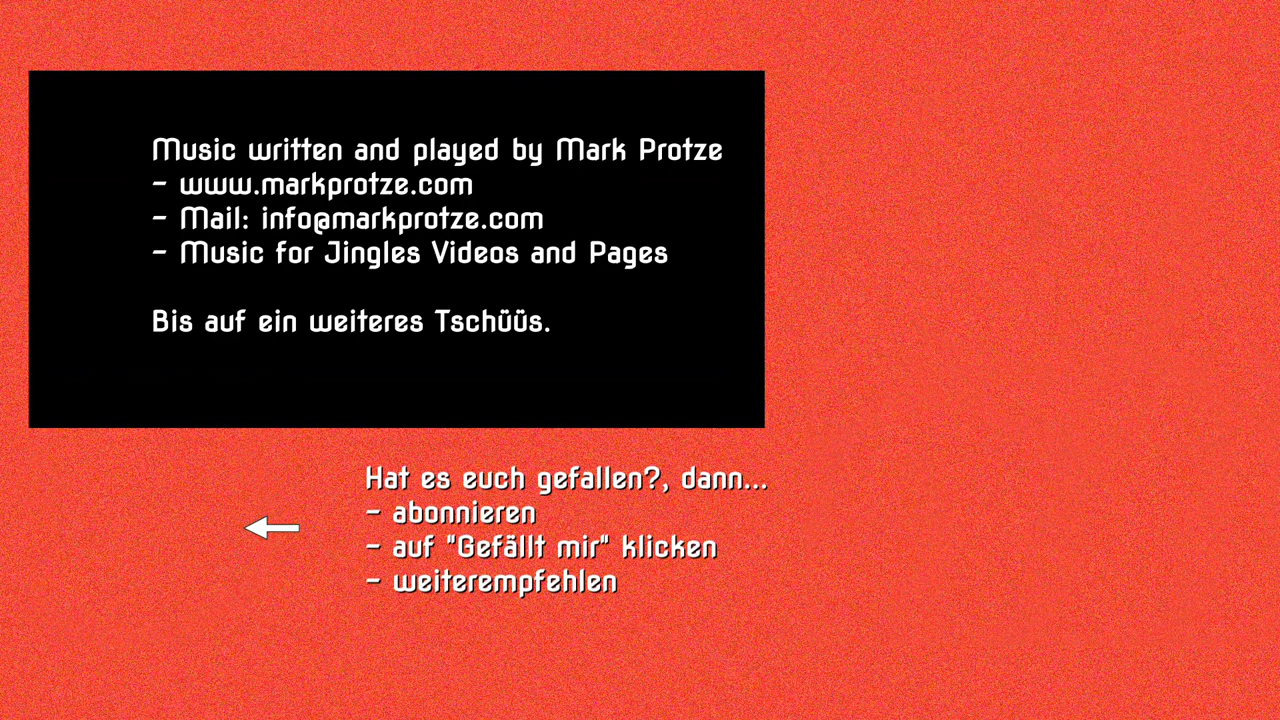 Music written and played by Mark Protze
- www.markprotze.com
- Mail: info@markprotze.com
- Music for Jingles Videos and Pages
Bis auf ein weiteres Tschüüs.
Hat es euch gefallen?, dann...
- abonnieren
- auf "Gefällt mir" klicken
- weiterempfehlen